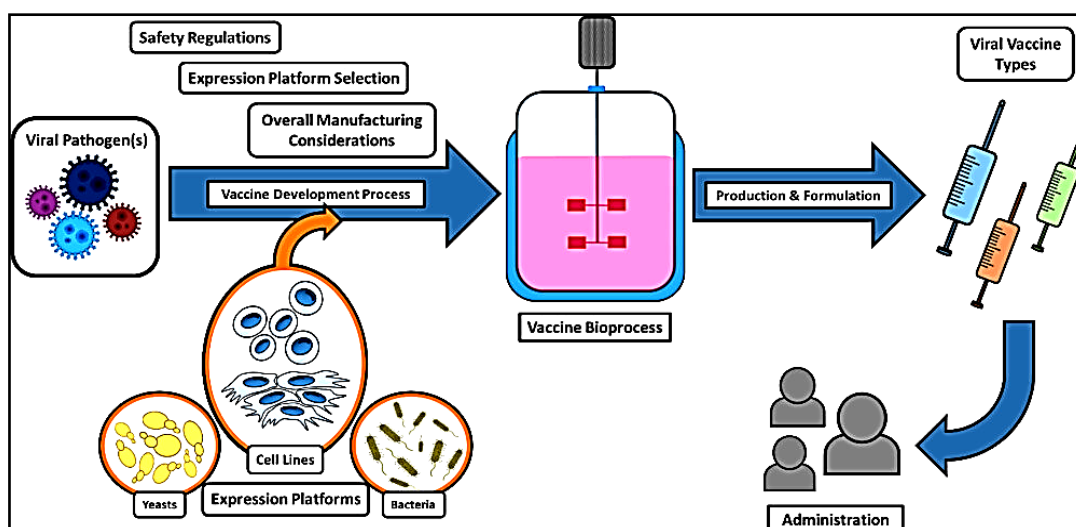 Safety Regulations
Expression Platform Selection
Overall Manufacturing
Considerations
Viral Pathogen(s)
Vaccine Development Process
Production & Formulation
Viral Vaccine
Types
Vaccine Bioprocess
Cell Lines
Yeasts
Expression Platforms
Bacteria
Administration